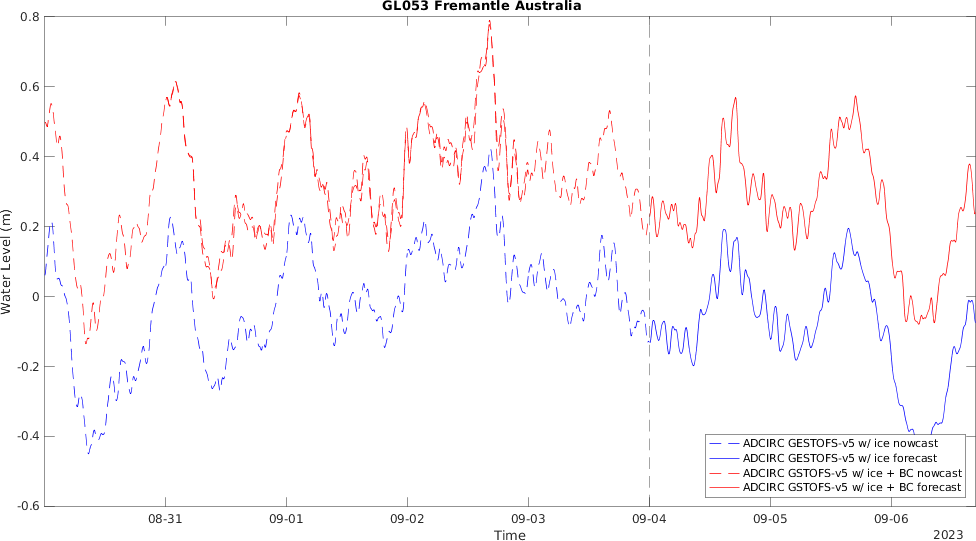 GL053 Fremantle Australia
0.8
0.6
0.4
0.2
0
-0.2
-0.4
-0.6
Water Level (m)
ADCIRC GESTOFS-v5 w/ ice nowcast
ADCIRC GESTOFS-v5 w/ ice forecast
ADCIRC GSTOFS-v5 w/ ice + BC nowcast
ADCIRC GSTOFS-v5 w/ ice + BC forecast
08-31 09-01 09-02 09-03 09-04 09-05 09-06
Time
2023